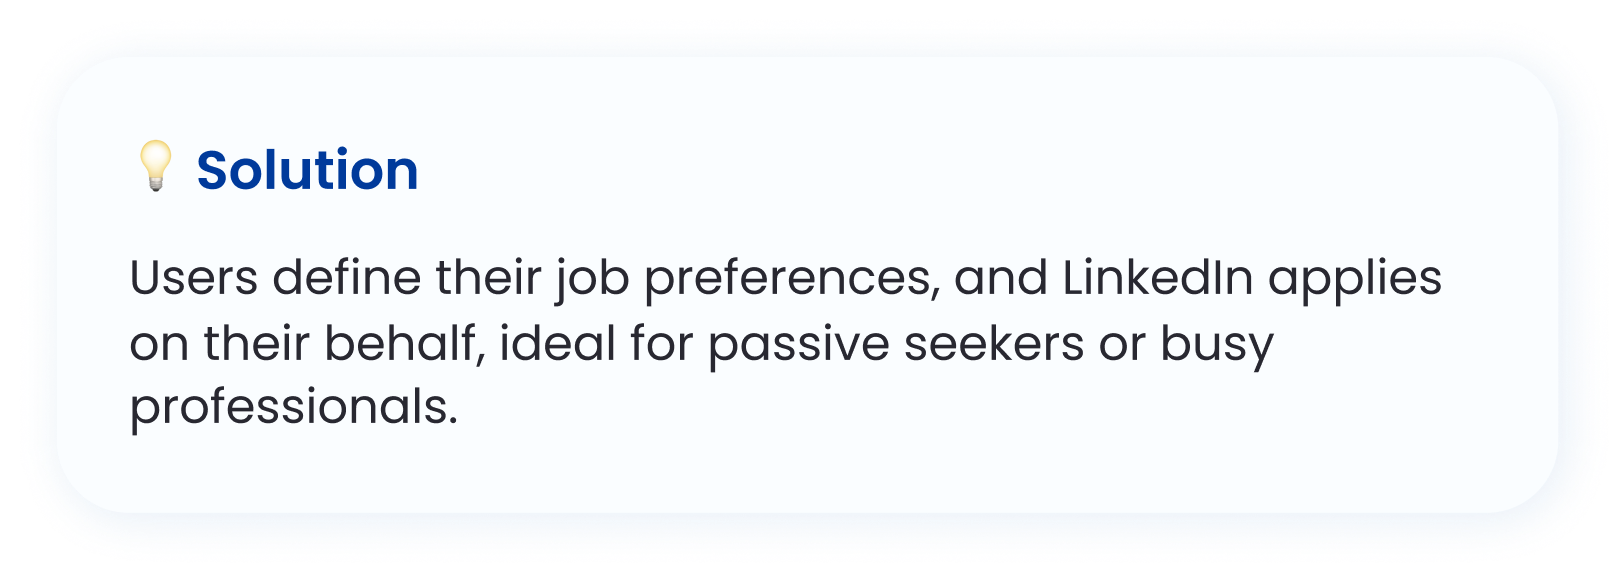 💡 Solution
Users define their job preferences, and LinkedIn applies
on their behalf, ideal for passive seekers or busy
professionals.